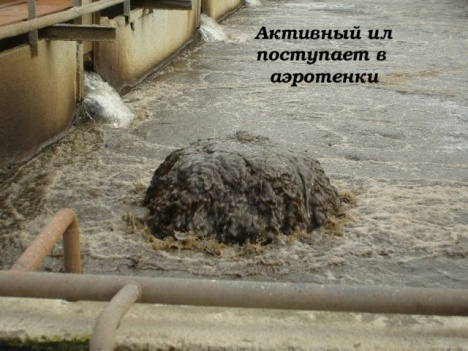 Активный ил
поступает в
аэротенки